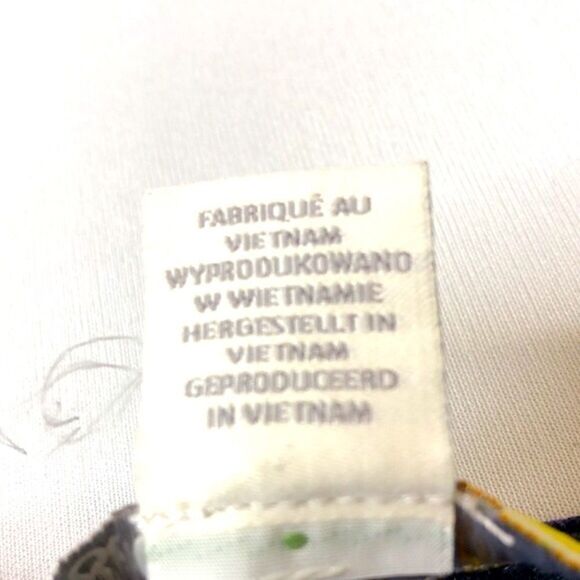 FABRIQUÉ AU
VIETNAM
WYPRODUKOWANO
W WIETNAMIE
HERGESTELLT IN
VIETNAM
GEPRODUCEERD
IN VIETNAM